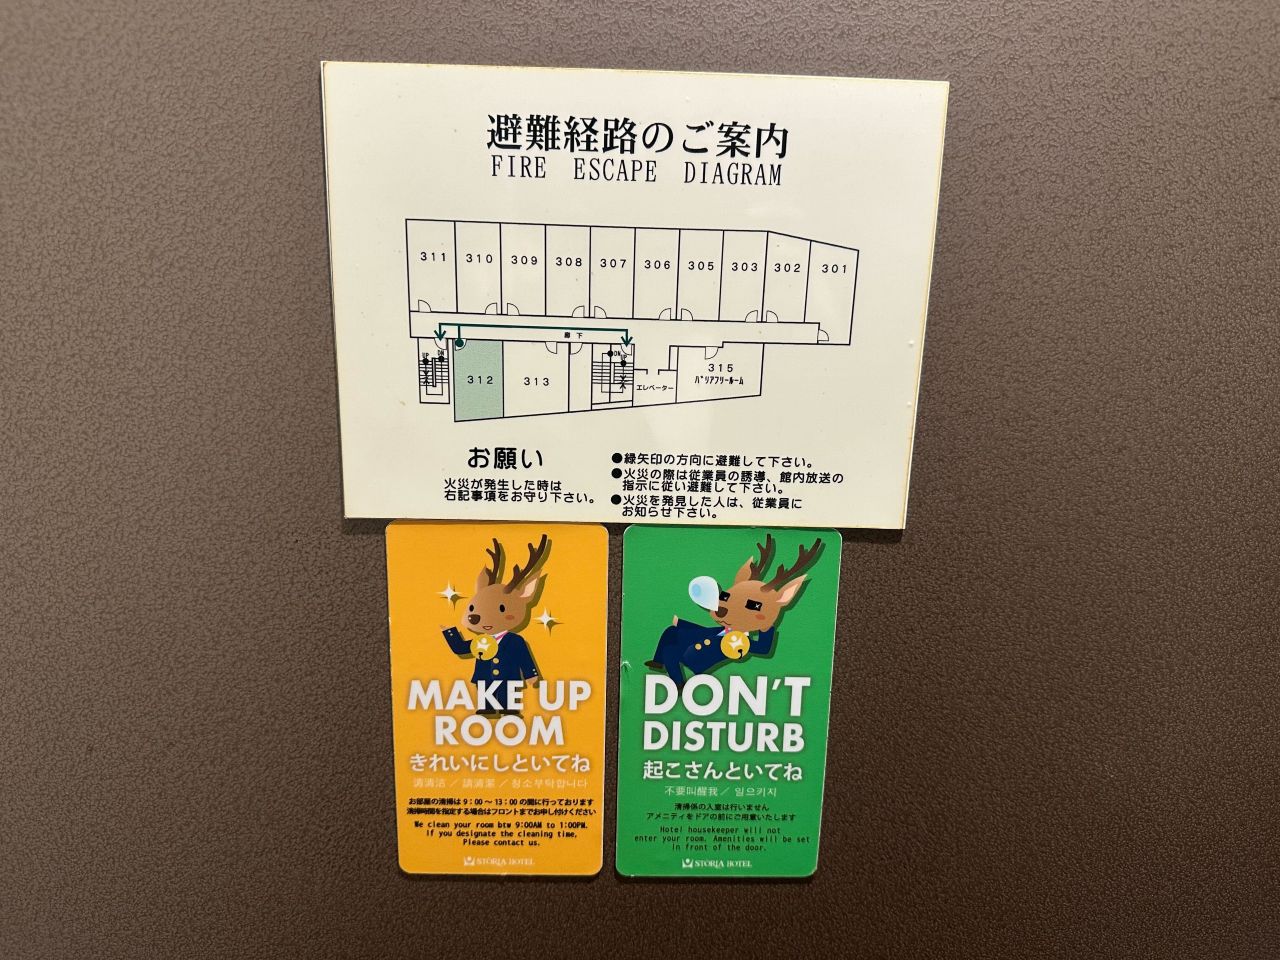 避難経路のご案内
FIRE ESCAPE DIAGRAM
311 310 309 308 307 306 305 303 302 301
廊下
UP DN
DN UP
312 313
エレベーター
315
バリアフリールーム
お願い
火災が発生した時は
右記事項をお守り下さい。
●緑矢印の方向に避難して下さい。
●火災の際は従業員の誘導、館内放送の
指示に従い避難して下さい。
●火災を発見した人は、従業員に
お知らせ下さい。
MAKE UP
ROOM
きれいにしといてね
请清洁／請清潔／청소부탁합니다
お部屋の清掃は9:00～13:00の間に行っております
清掃時間を指定する場合はフロントまでお申し付けください
We clean your room btw 9:00AM to 1:00PM.
If you designate the cleaning time,
Please contact us.
STORIA HOTEL
DON'T
DISTURB
起こさんといてね
不要叫醒我／일으키지
清掃係の入室は行いません
アメニティをドアの前にご用意いたします
Hotel housekeeper will not
enter your room. Amenities will be set
in front of the door.
STORIA HOTEL